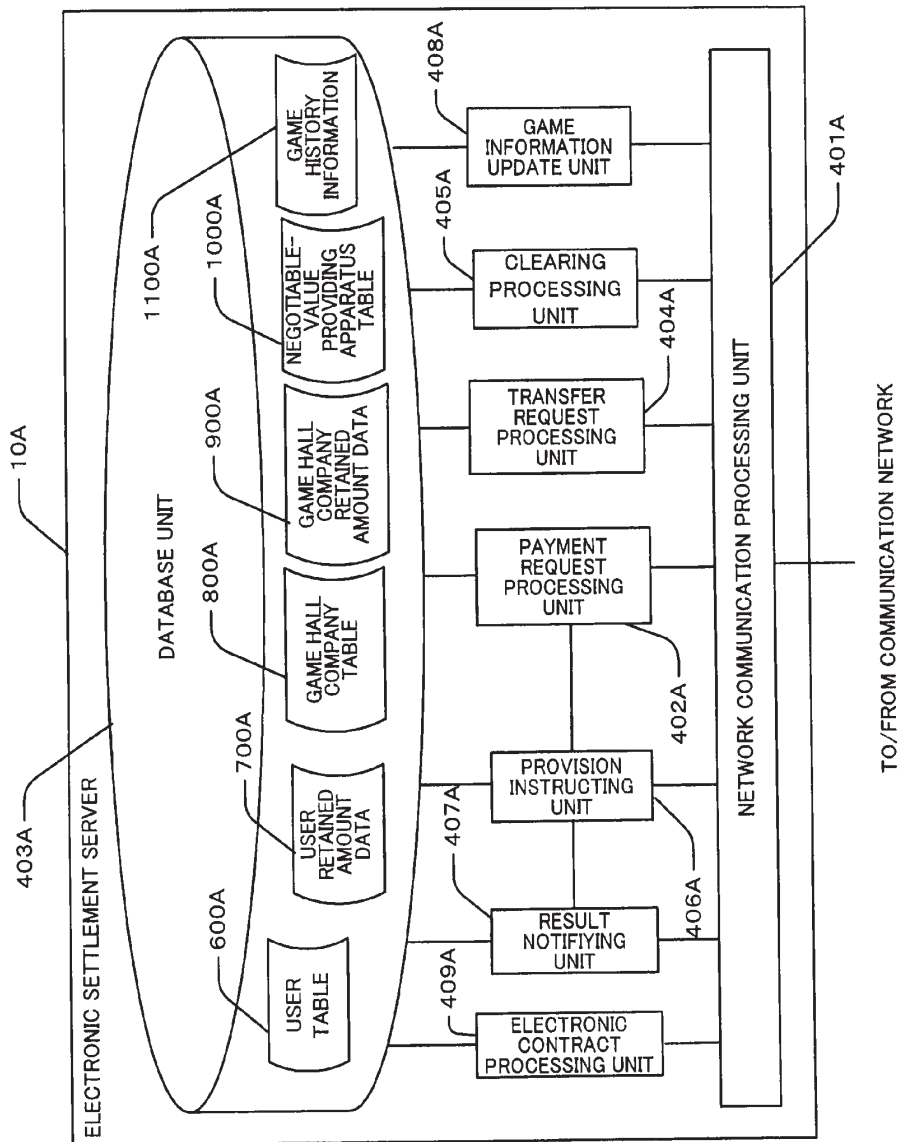 10A
403A
ELECTRONIC SETTLEMENT SERVER
DATABASE UNIT
600A
700A
800A
900A
1000A
1100A
USER
TABLE
USER
RETAINED
AMOUNT
DATA
GAME HALL
COMPANY
TABLE
GAME HALL
COMPANY
RETAINED
AMOUNT DATA
NEGOTIABLE-
VALUE
PROVIDING
APPARATUS
TABLE
GAME
HISTORY
INFORMATION
409A
ELECTRONIC
CONTRACT
PROCESSING UNIT
407A
RESULT
NOTIFIYING
UNIT
PROVISION
INSTRUCTING
UNIT
406A
PAYMENT
REQUEST
PROCESSING
UNIT
402A
TRANSFER
REQUEST
PROCESSING
UNIT
404A
405A
CLEARING
PROCESSING
UNIT
408A
GAME
INFORMATION
UPDATE UNIT
401A
NETWORK COMMUNICATION PROCESSING UNIT
TO/FROM COMMUNICATION NETWORK